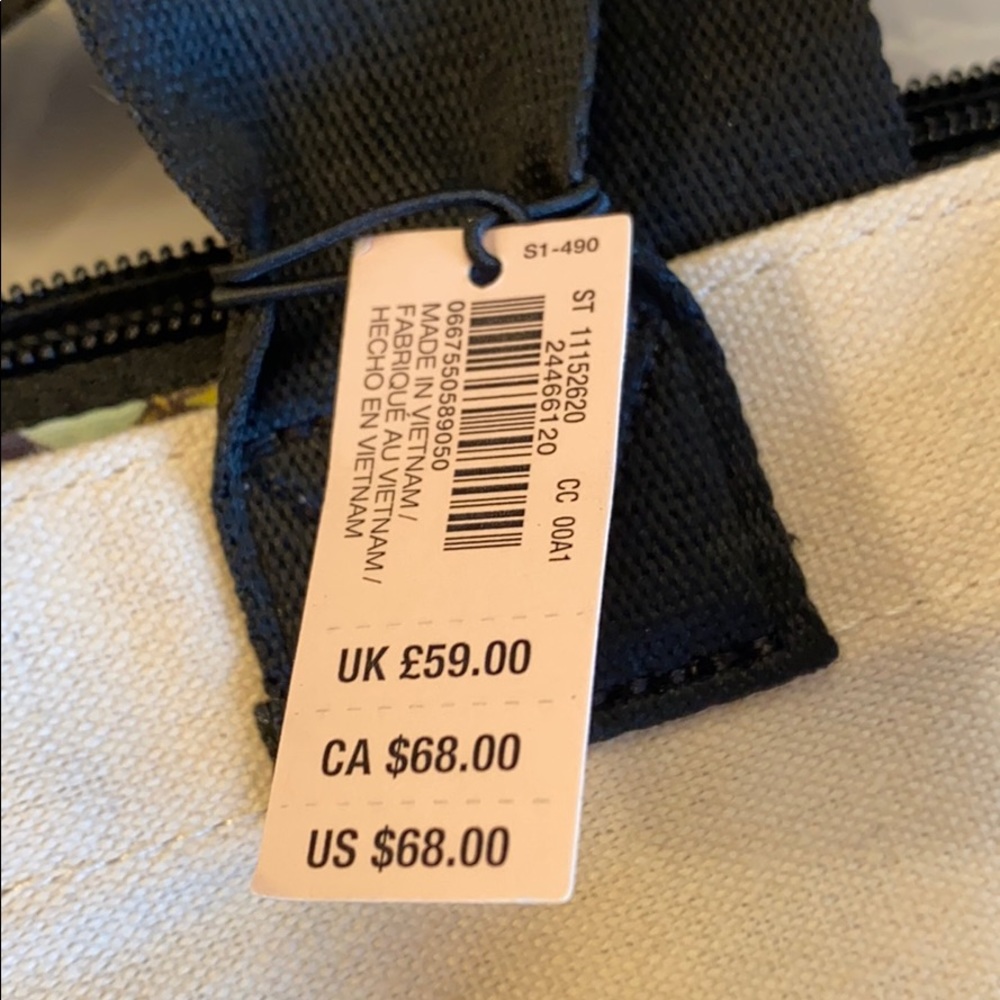 S1-490
ST 11152620 CC 00A1
24466120
0667550589050
MADE IN VIETNAM /
FABRIQUÉ AU VIETNAM /
HECHO EN VIETNAM
UK £59.00
CA $68.00
US $68.00